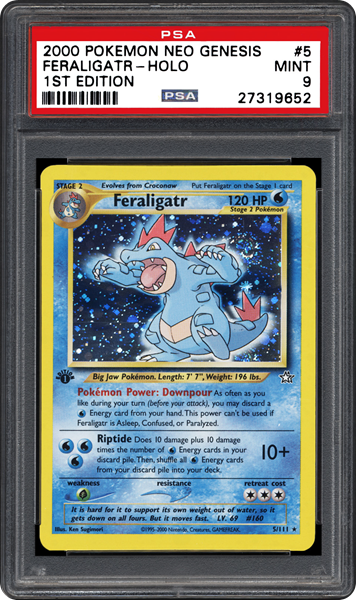 PSA
2000 POKEMON NEO GENESIS #5
FERALIGATR - HOLO MINT
1ST EDITION PSA 9
27319652
STAGE 2 Evolves from Croconaw Put Feraligatr on the Stage 1 card
Feraligatr 120 HP
Stage 2 Pokémon
Big Jaw Pokémon. Length: 7' 7", Weight: 196 lbs.
Pokémon Power: Downpour As often as you
like during your turn (before your attack), you may discard a
Energy card from your hand. This power can't be used if
Feraligatr is Asleep, Confused, or Paralyzed.
Riptide Does 10 damage plus 10 damage
times the number of Energy cards in your
discard pile. Then, shuffle all Energy cards
from your discard pile into your deck.
10+
weakness resistance retreat cost
It is hard for it to support its own weight out of water, so it
gets down on all fours. But it moves fast. LV. 69 #160
Illus. Ken Sugimori ©1995-2000 Nintendo, Creatures, GAMEFREAK. 5/111 ★